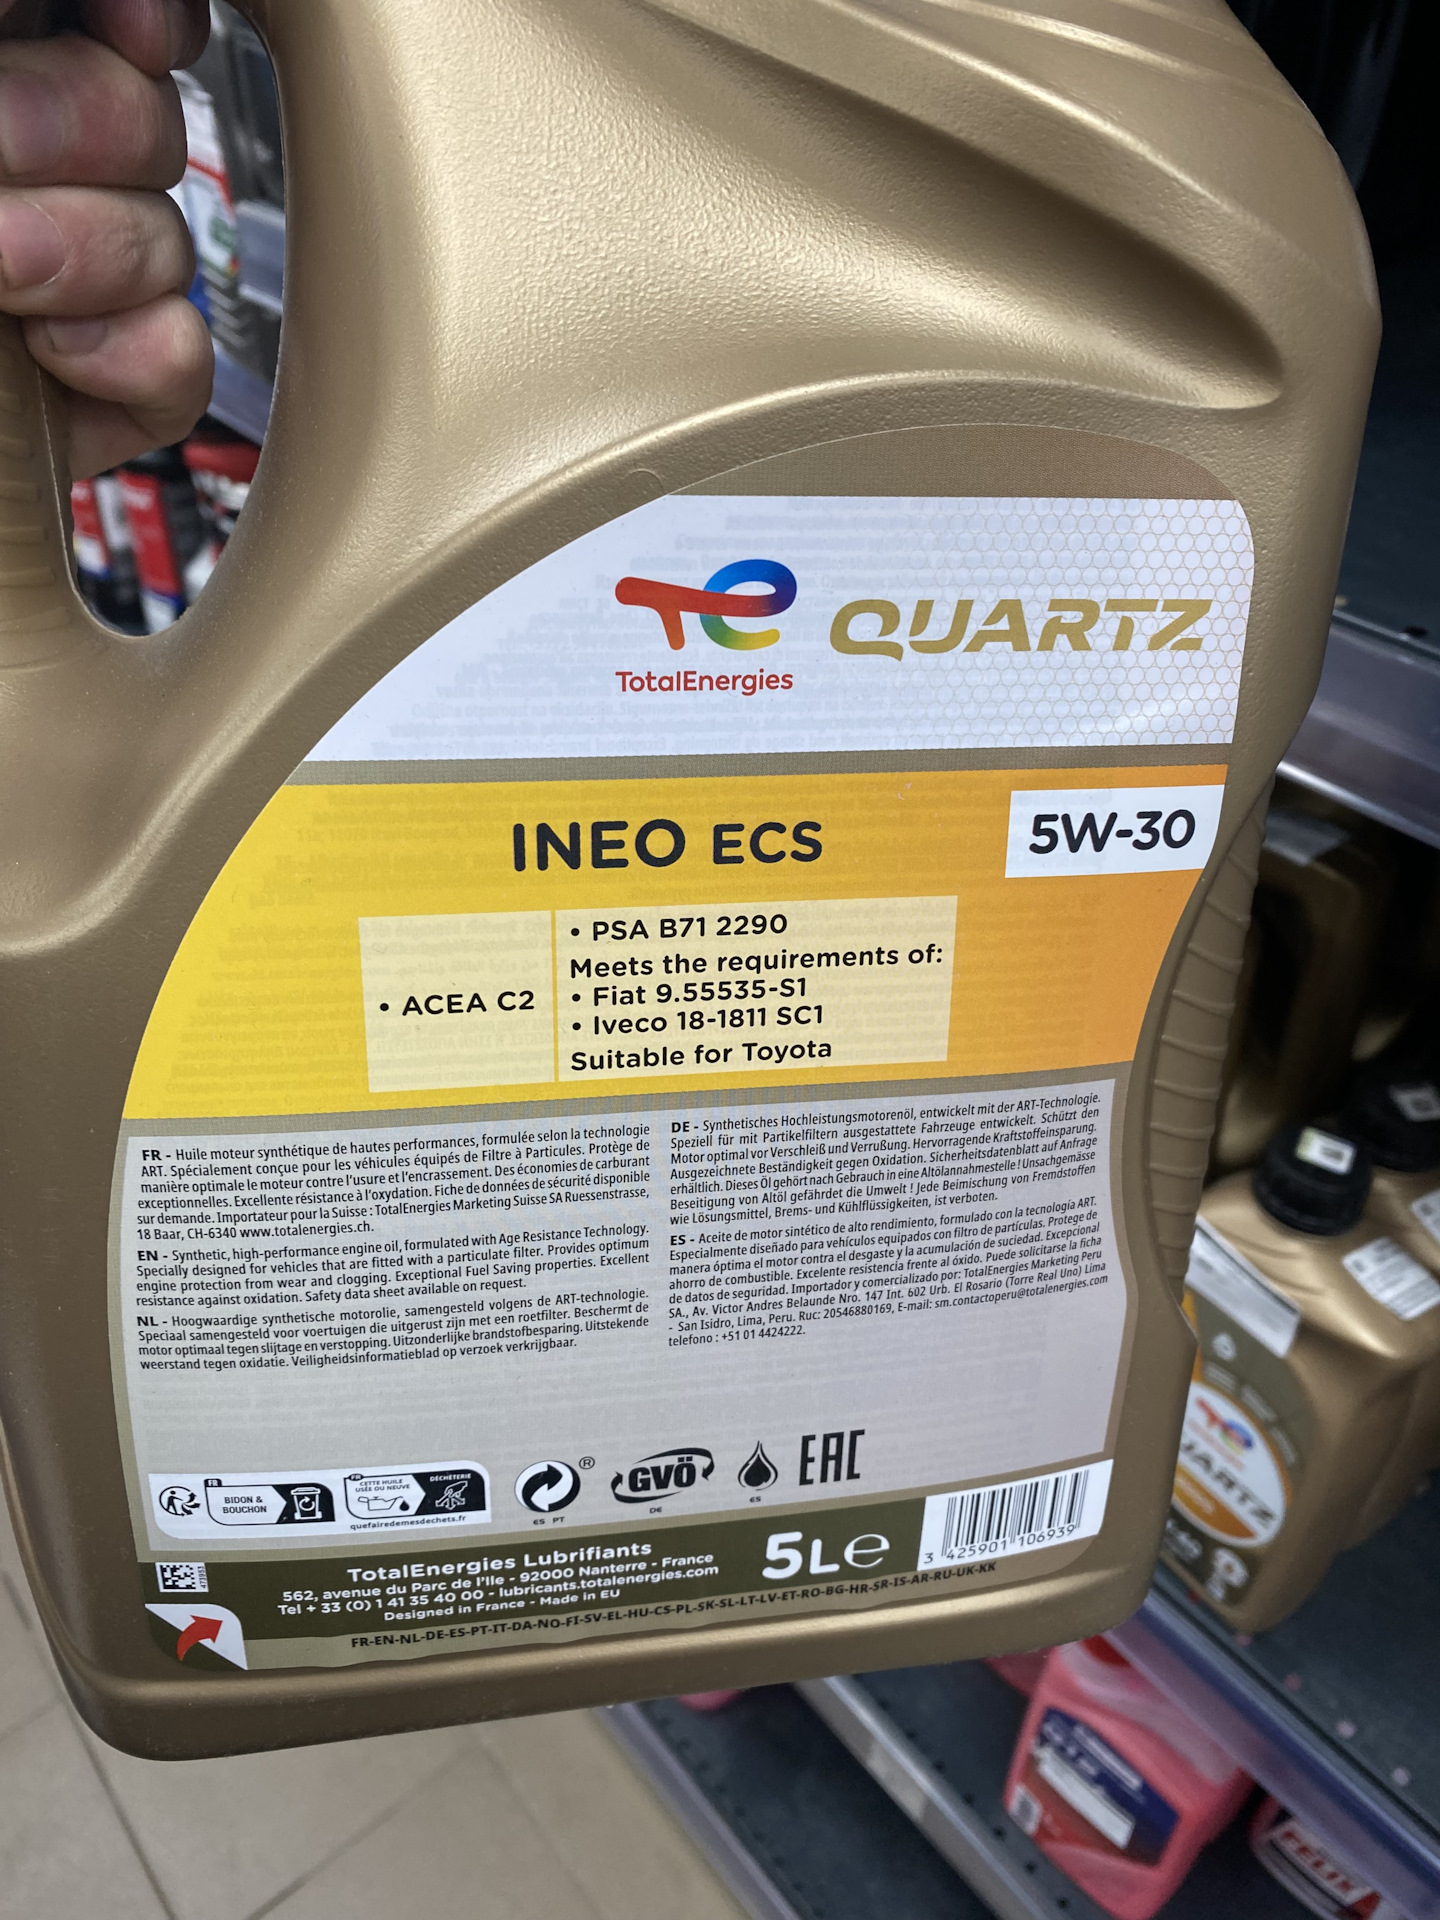 TotalEnergies
QUARTZ
INEO ECS
5W-30
• ACEA C2
• PSA B71 2290
Meets the requirements of:
• Fiat 9.55535-S1
• Iveco 18-1811 SC1
Suitable for Toyota
FR - Huile moteur synthétique de hautes performances, formulée selon la technologie
ART. Spécialement conçue pour les véhicules équipés de Filtre à Particules. Protège de
manière optimale le moteur contre l'usure et l'encrassement. Des économies de carburant
exceptionnelles. Excellente résistance à l'oxydation. Fiche de données de sécurité disponible
sur demande. Importateur pour la Suisse : TotalEnergies Marketing Suisse SA Ruessenstrasse,
18 Baar, CH-6340 www.totalenergies.ch.
EN - Synthetic, high-performance engine oil, formulated with Age Resistance Technology.
Specially designed for vehicles that are fitted with a particulate filter. Provides optimum
engine protection from wear and clogging. Exceptional Fuel Saving properties. Excellent
resistance against oxidation. Safety data sheet available on request.
NL - Hoogwaardige synthetische motorolie, samengesteld volgens de ART-technologie.
Speciaal samengesteld voor voertuigen die uitgerust zijn met een roetfilter. Beschermt de
motor optimaal tegen slijtage en verstopping. Uitzonderlijke brandstofbesparing. Uitstekende
weerstand tegen oxidatie. Veiligheidsinformatieblad op verzoek verkrijgbaar.
DE - Synthetisches Hochleistungsmotorenöl, entwickelt mit der ART-Technologie.
Speziell für mit Partikelfiltern ausgestattete Fahrzeuge entwickelt. Schützt den
Motor optimal vor Verschleiß und Verrußung. Hervorragende Kraftstoffeinsparung.
Ausgezeichnete Beständigkeit gegen Oxidation. Sicherheitsdatenblatt auf Anfrage
erhältlich. Dieses Öl gehört nach Gebrauch in eine Altölannahmestelle ! Unsachgemässe
Beseitigung von Altöl gefährdet die Umwelt ! Jede Beimischung von Fremdstoffen
wie Lösungsmittel, Brems- und Kühlflüssigkeiten, ist verboten.
ES - Aceite de motor sintético de alto rendimiento, formulado con la tecnología ART.
Especialmente diseñado para vehículos equipados con filtro de partículas. Protege de
manera óptima el motor contra el desgaste y la acumulación de suciedad. Excepcional
ahorro de combustible. Excelente resistencia frente al óxido. Puede solicitarse la ficha
de datos de seguridad. Importador y comercializado por: TotalEnergies Marketing Peru
SA., Av. Victor Andres Belaunde Nro. 147 Int. 602 Urb. El Rosario (Torre Real Uno) Lima
- San Isidro, Lima, Peru. Ruc: 20546880169, E-mail: sm.contactoperu@totalenergies.com
telefono : +51 01 4424222.
FR
BIDON &
BOUCHON
FR
CETTE HUILE
USÉE OU NEUVE
DÉCHÈTERIE
quefairedemesdechets.fr
®
ES PT
GVÖ
DE
ES
EAC
473953
TotalEnergies Lubrifiants
562, avenue du Parc de l'Ile - 92000 Nanterre - France
Tel + 33 (0) 1 41 35 40 00 - lubricants.totalenergies.com
Designed in France - Made in EU
5Le
3 425901 106939
FR-EN-NL-DE-ES-PT-IT-DA-NO-FI-SV-EL-HU-CS-PL-SK-SL-LT-LV-ET-RO-BG-HR-SR-IS-AR-RU-UK-KK
UARTZ
FELIX